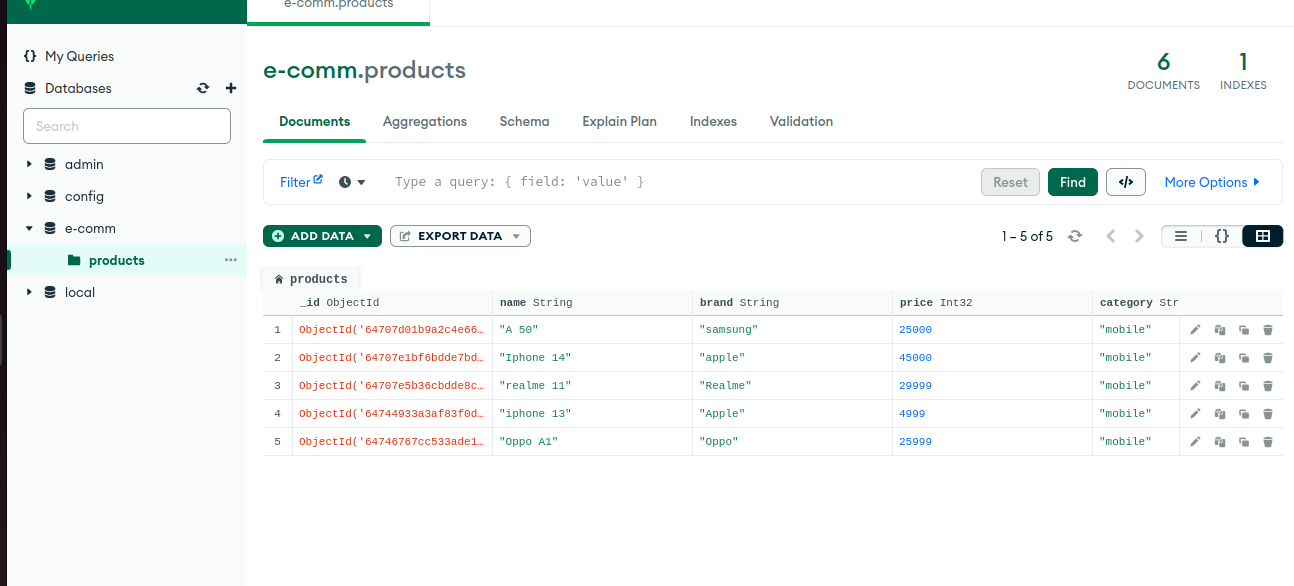 e-comm.products
{} My Queries
Databases
Search
admin
config
e-comm
products
local
e-comm.products
6
DOCUMENTS
1
INDEXES
Documents Aggregations Schema Explain Plan Indexes Validation
Filter Type a query: { field: 'value' } Reset Find </> More Options
ADD DATA EXPORT DATA 1 – 5 of 5 {}
products
_id ObjectId name String brand String price Int32 category Str
1 ObjectId('64707d01b9a2c4e66… "A 50" "samsung" 25000 "mobile"
2 ObjectId('64707e1bf6bdde7bd… "Iphone 14" "apple" 45000 "mobile"
3 ObjectId('64707e5b36cbdde8c… "realme 11" "Realme" 29999 "mobile"
4 ObjectId('64744933a3af83f0d… "iphone 13" "Apple" 4999 "mobile"
5 ObjectId('64746767cc533ade1… "Oppo A1" "Oppo" 25999 "mobile"